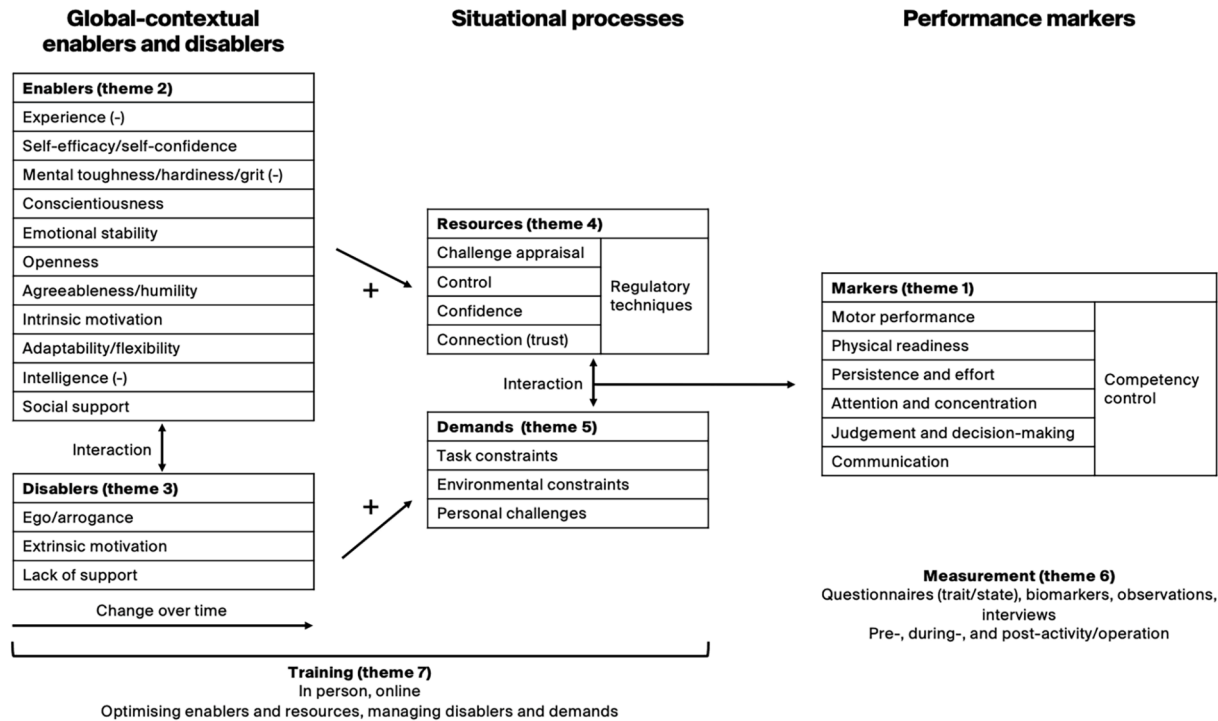 Global-contextual
enablers and disablers
Situational processes
Performance markers
Enablers (theme 2)
Experience (-)
Self-efficacy/self-confidence
Mental toughness/hardiness/grit (-)
Conscientiousness
Emotional stability
Openness
Agreeableness/humility
Intrinsic motivation
Adaptability/flexibility
Intelligence (-)
Social support
Interaction
Disablers (theme 3)
Ego/arrogance
Extrinsic motivation
Lack of support
Change over time
+
+
Resources (theme 4)
Challenge appraisal
Control
Confidence
Connection (trust)
Regulatory
techniques
Interaction
Demands (theme 5)
Task constraints
Environmental constraints
Personal challenges
Markers (theme 1)
Motor performance
Physical readiness
Persistence and effort
Attention and concentration
Judgement and decision-making
Communication
Competency
control
Measurement (theme 6)
Questionnaires (trait/state), biomarkers, observations,
interviews
Pre-, during-, and post-activity/operation
Training (theme 7)
In person, online
Optimising enablers and resources, managing disablers and demands